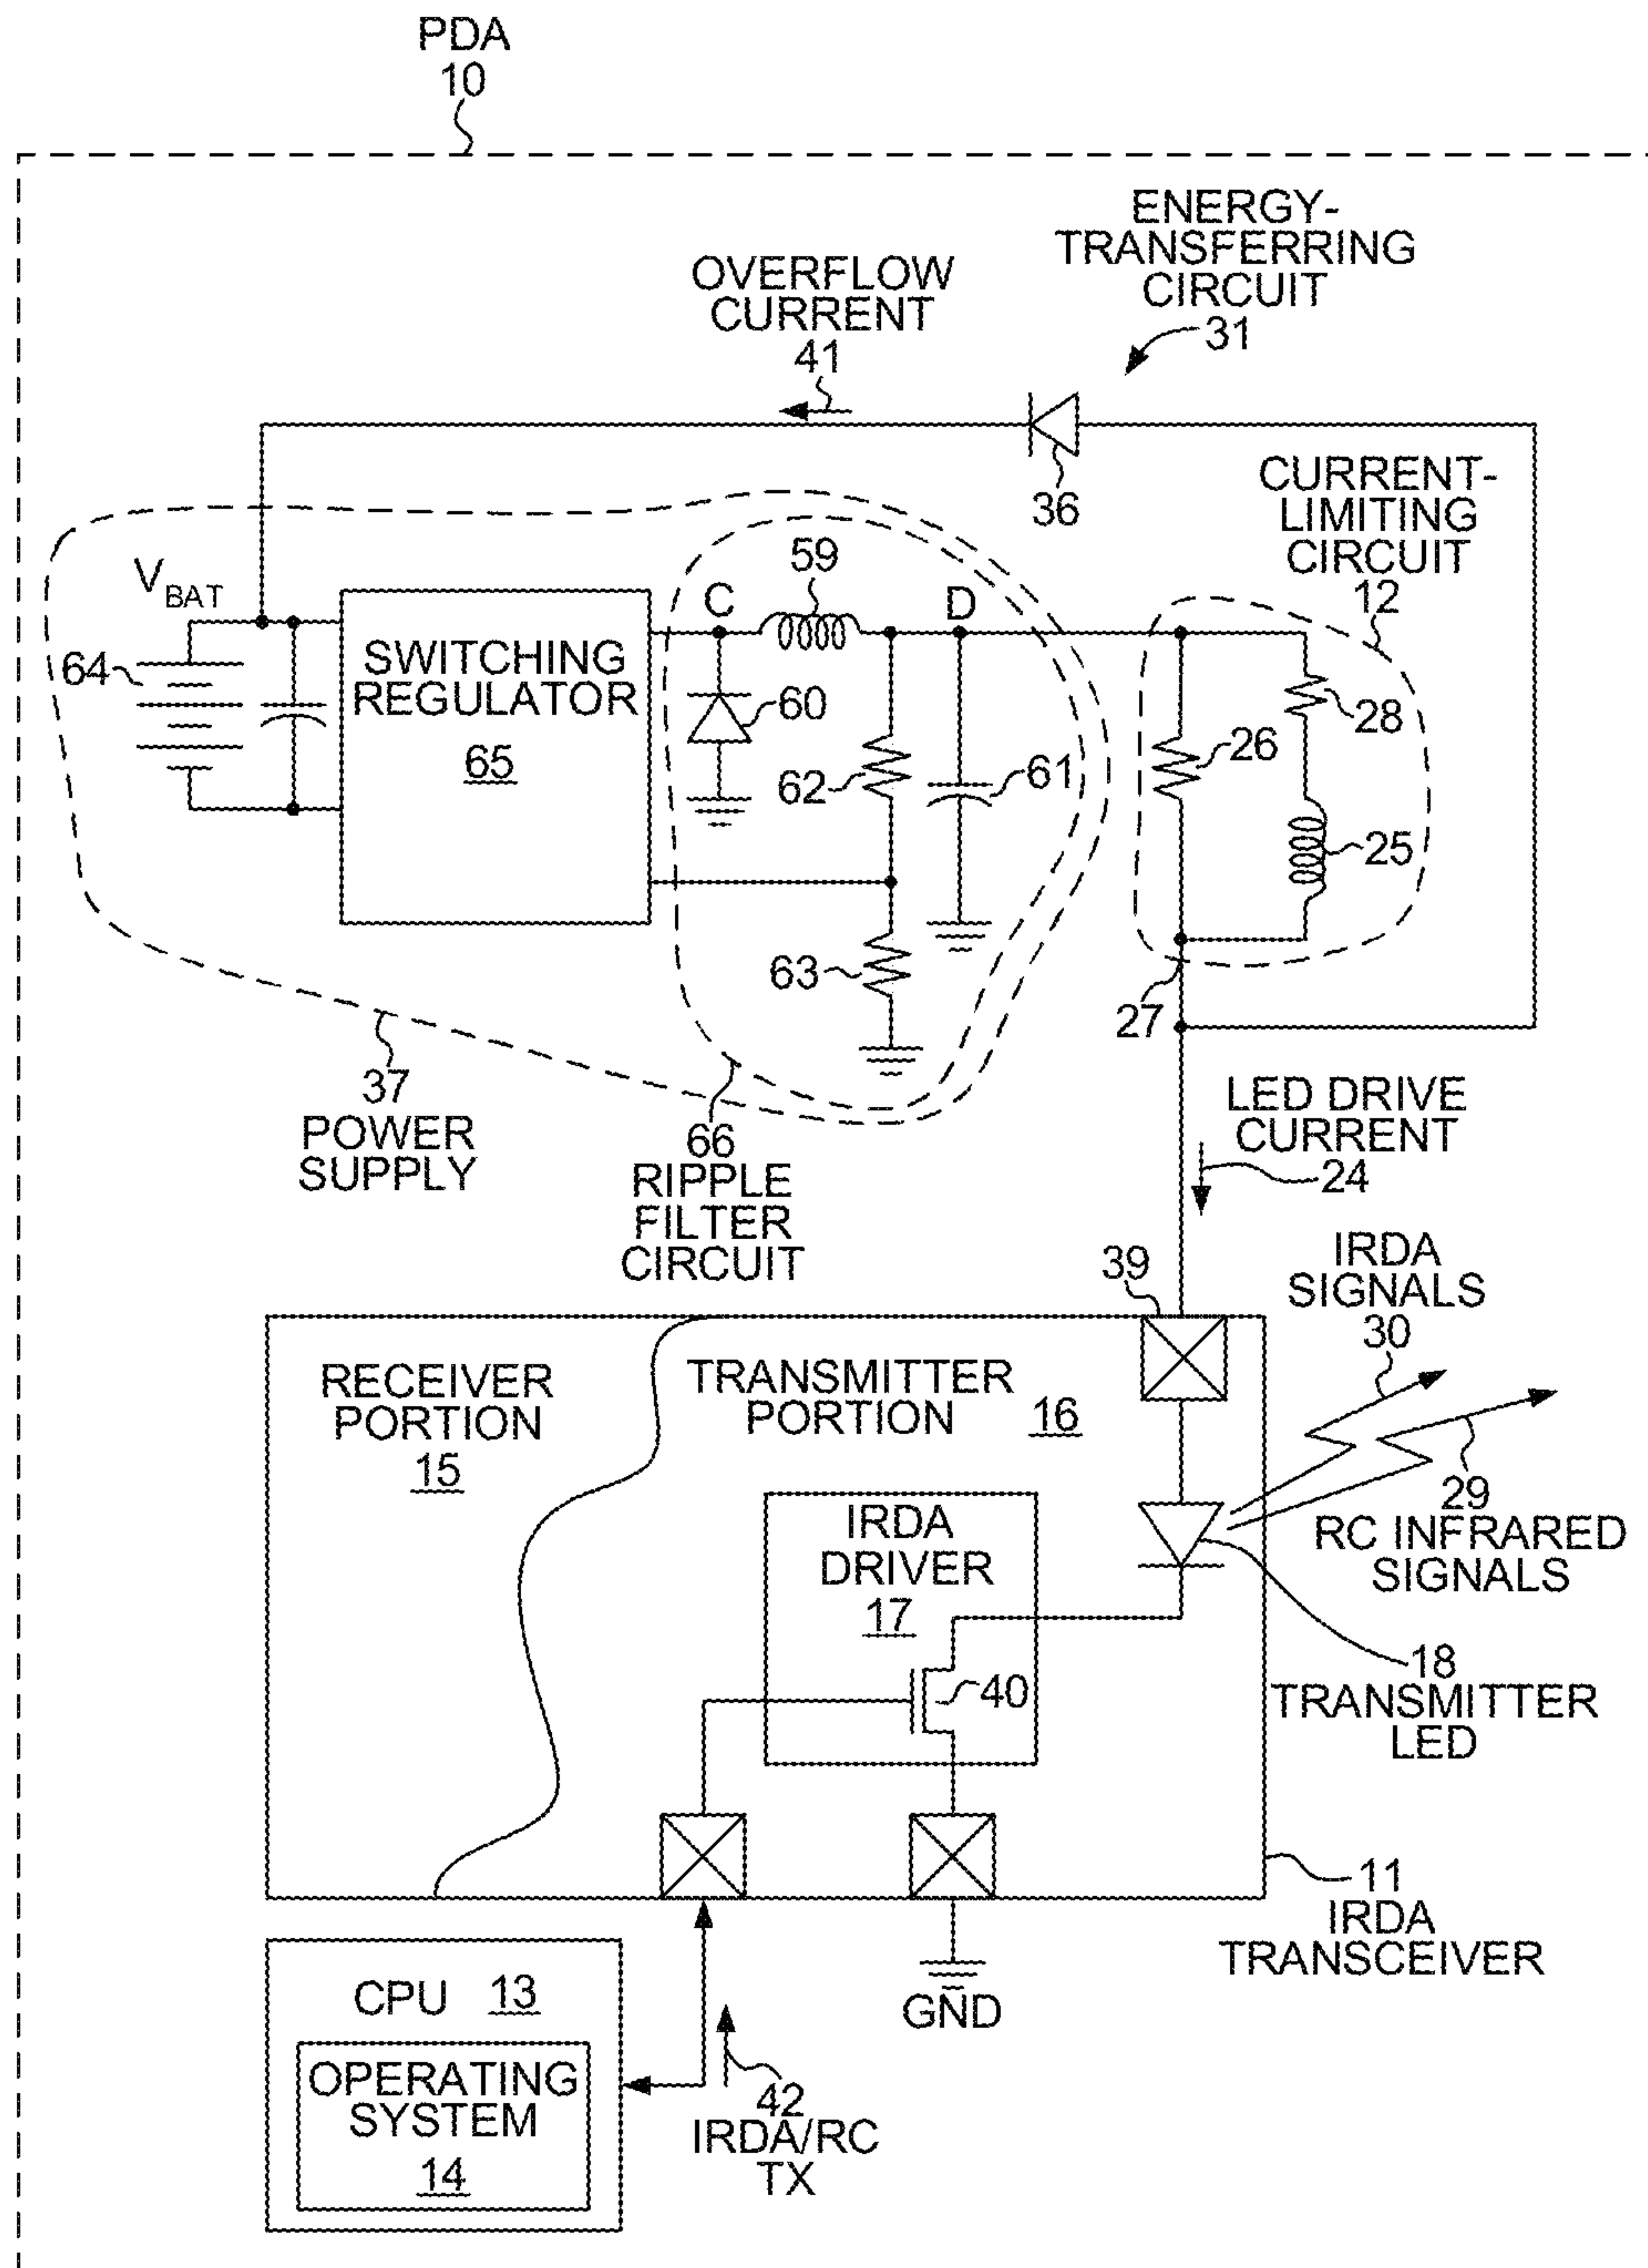 PDA
10
ENERGY-
TRANSFERRING
CIRCUIT
31
OVERFLOW
CURRENT
41
36
CURRENT-
LIMITING
CIRCUIT
12
VBAT
64
SWITCHING
REGULATOR
65
C
59
D
60
62
61
63
26
28
25
27
37
POWER
SUPPLY
66
RIPPLE
FILTER
CIRCUIT
LED DRIVE
CURRENT
24
39
IRDA
SIGNALS
30
RECEIVER
PORTION
15
TRANSMITTER
PORTION
16
29
RC INFRARED
SIGNALS
IRDA
DRIVER
17
40
18
TRANSMITTER
LED
11
IRDA
TRANSCEIVER
GND
CPU 13
OPERATING
SYSTEM
14
42
IRDA/RC
TX